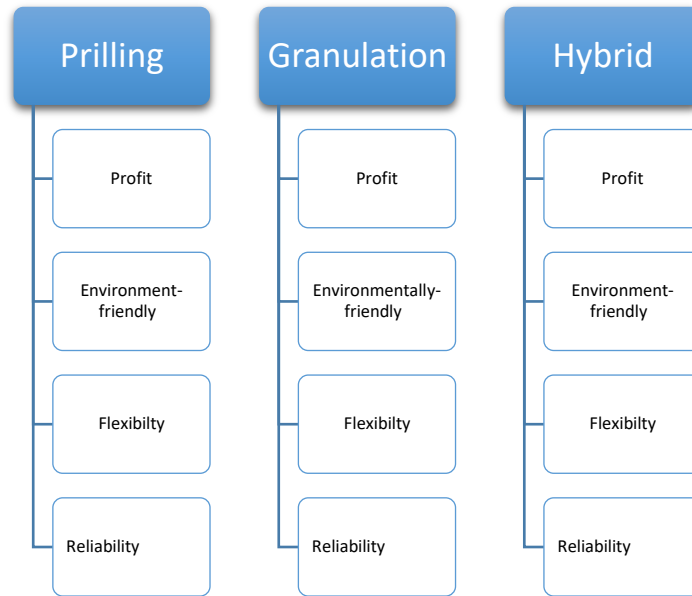 Prilling
Profit
Environment-
friendly
Flexibilty
Reliability
Granulation
Profit
Environmentally-
friendly
Flexibilty
Reliability
Hybrid
Profit
Environment-
friendly
Flexibilty
Reliability